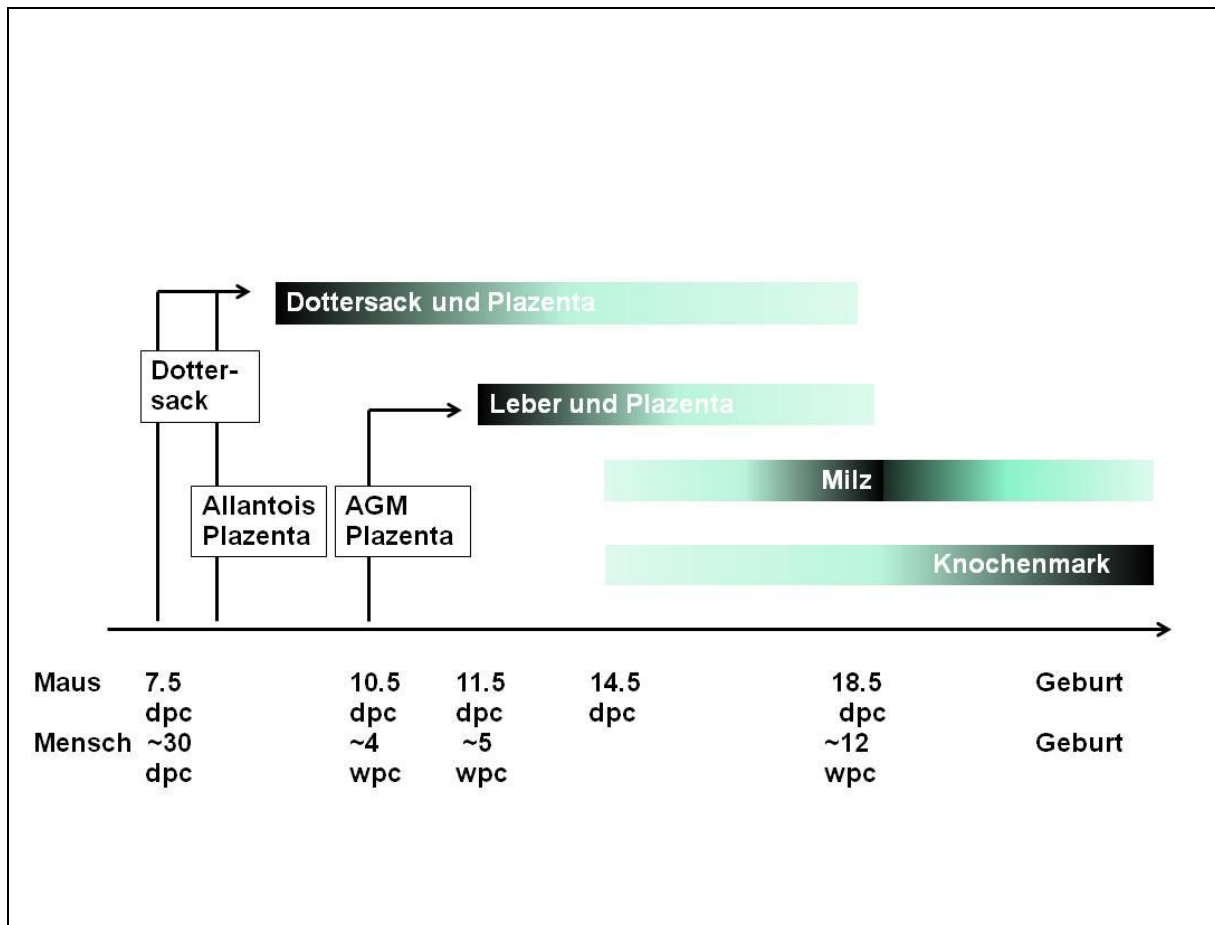 Dottersack und Plazenta
Dotter-
sack
Leber und Plazenta
Milz
Allantois
Plazenta
AGM
Plazenta
Knochenmark
Maus 7.5 10.5 11.5 14.5 18.5 Geburt
dpc dpc dpc dpc dpc
Mensch ~30 ~4 ~5 ~12 Geburt
dpc wpc wpc wpc